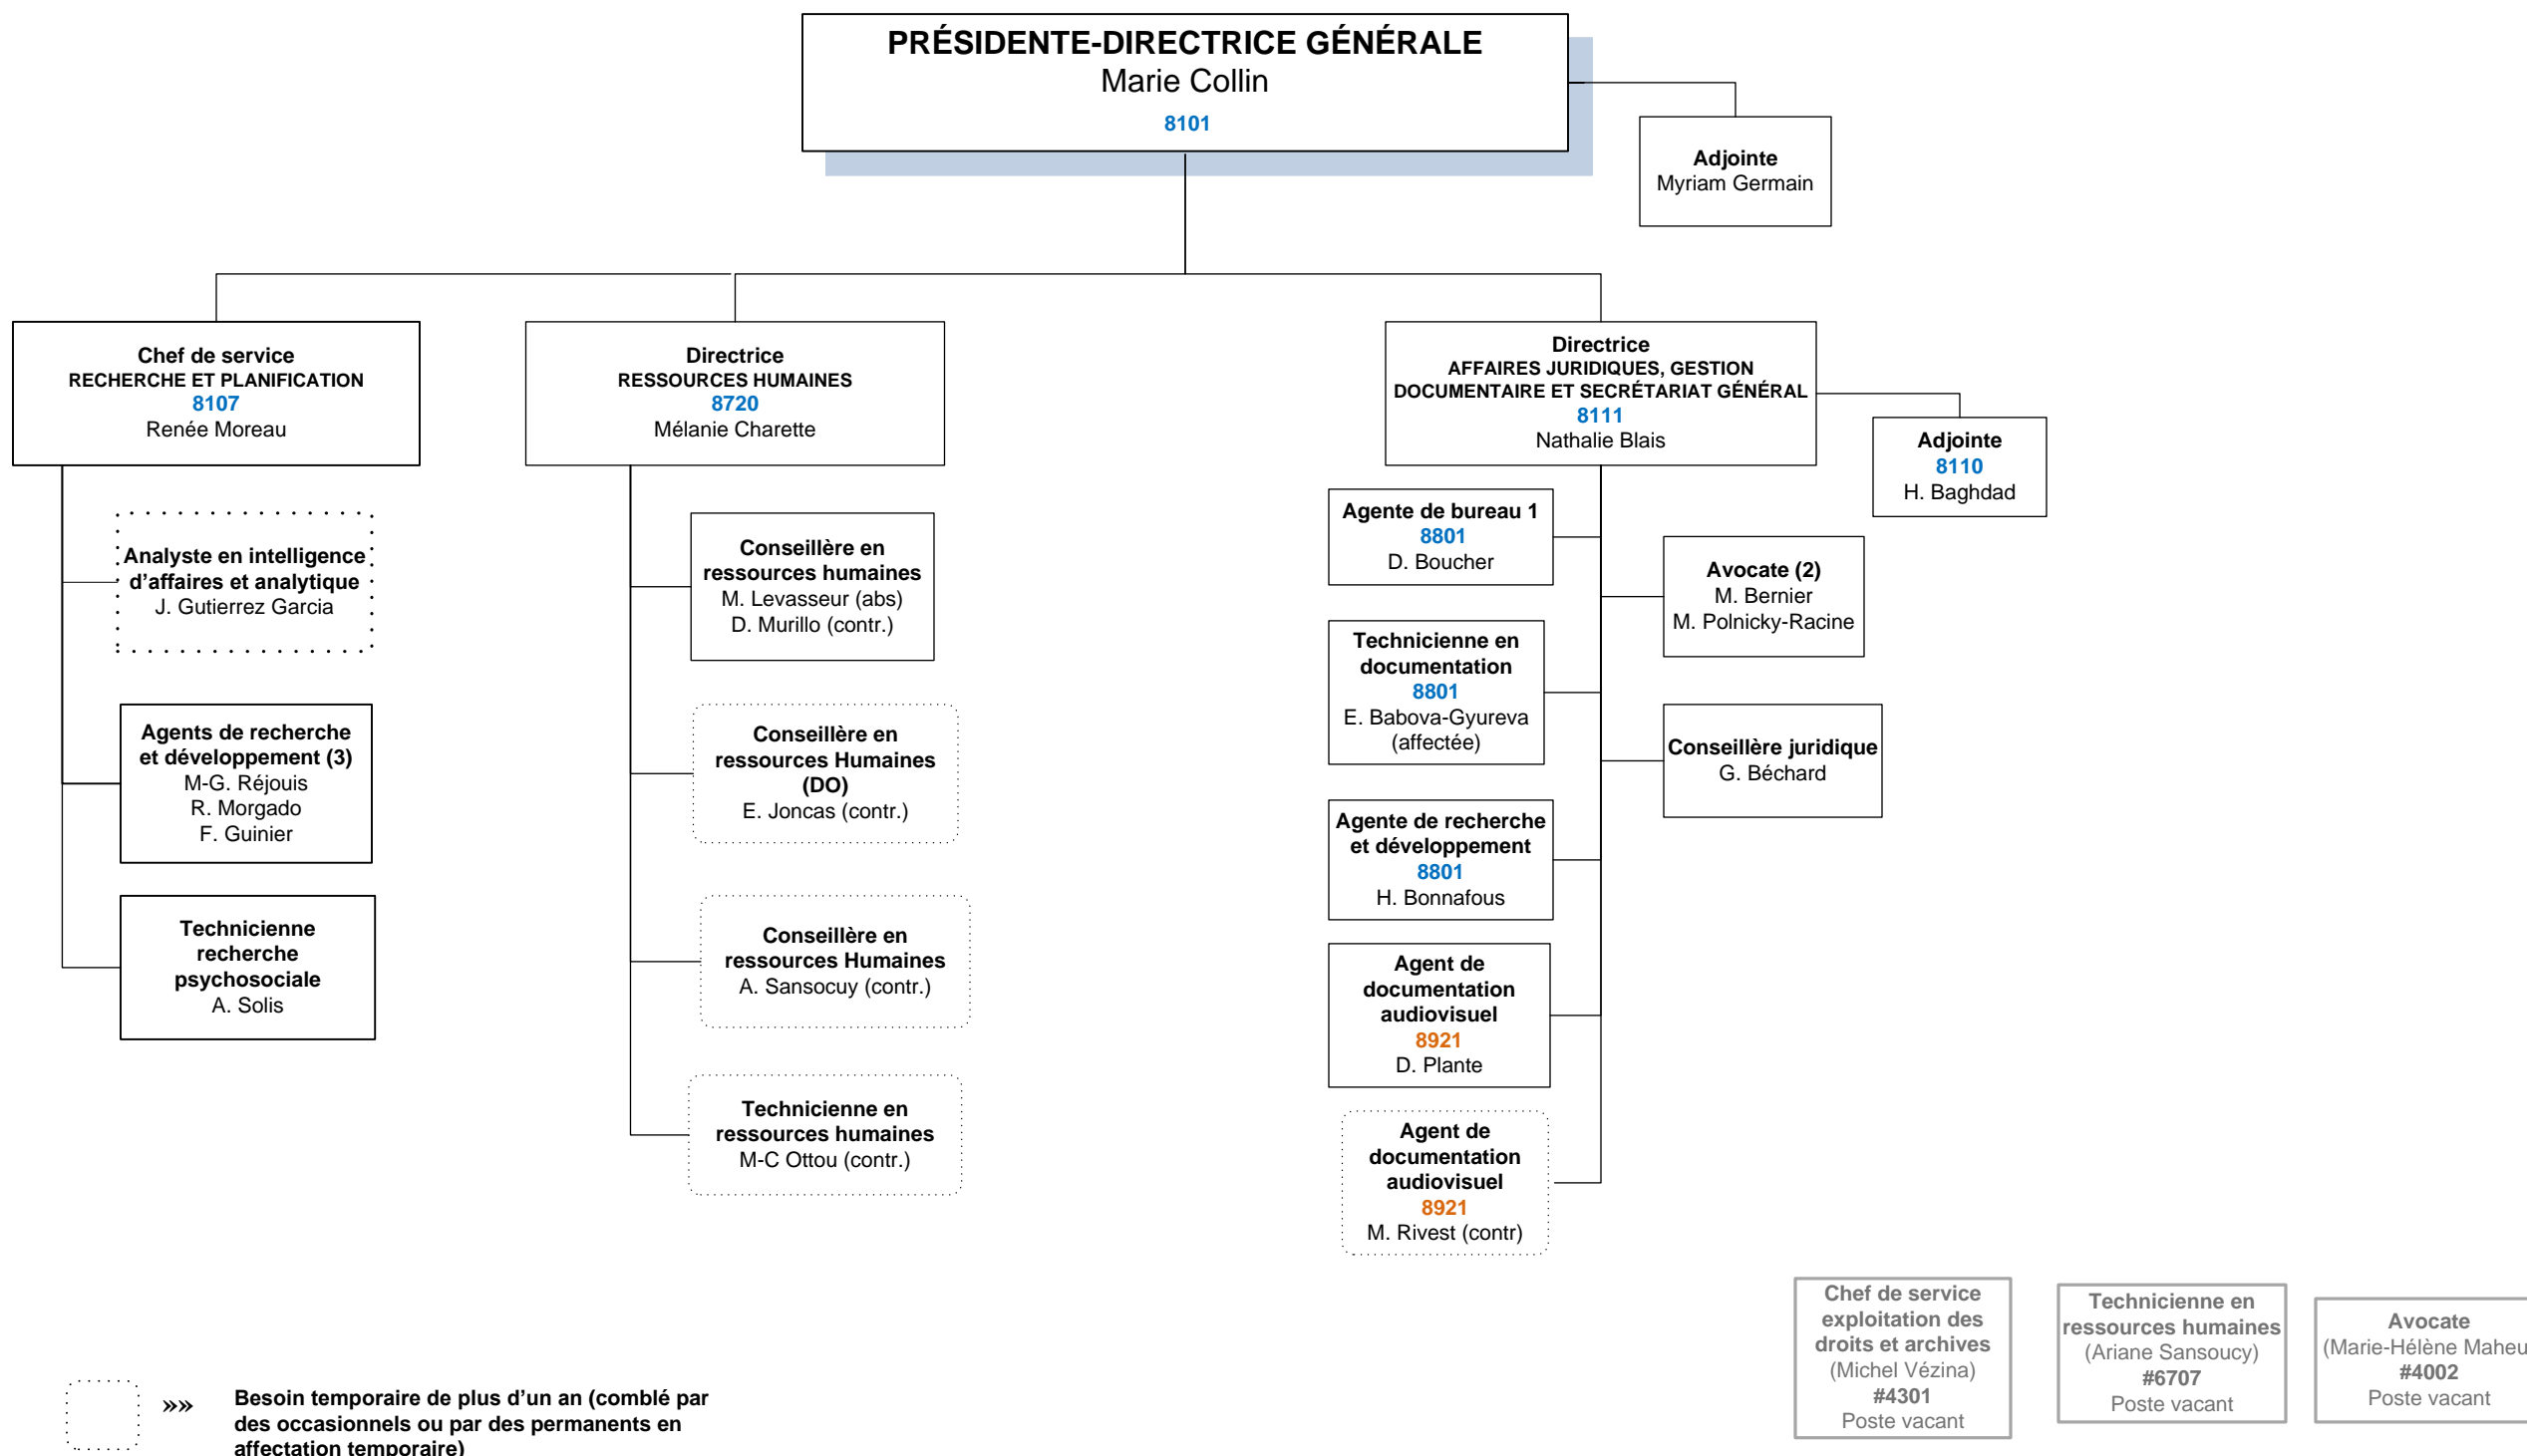 PRÉSIDENTE-DIRECTRICE GÉNÉRALE
Marie Collin
8101
Adjointe
Myriam Germain
Chef de service
RECHERCHE ET PLANIFICATION
8107
Renée Moreau
Analyste en intelligence
d’affaires et analytique
J. Gutierrez Garcia
Agents de recherche
et développement (3)
M-G. Réjouis
R. Morgado
F. Guinier
Technicienne
recherche
psychosociale
A. Solis
Directrice
RESSOURCES HUMAINES
8720
Mélanie Charette
Conseillère en
ressources humaines
M. Levasseur (abs)
D. Murillo (contr.)
Conseillère en
ressources Humaines
(DO)
E. Joncas (contr.)
Conseillère en
ressources Humaines
A. Sansocuy (contr.)
Technicienne en
ressources humaines
M-C Ottou (contr.)
Directrice
AFFAIRES JURIDIQUES, GESTION
DOCUMENTAIRE ET SECRÉTARIAT GÉNÉRAL
8111
Nathalie Blais
Adjointe
8110
H. Baghdad
Agente de bureau 1
8801
D. Boucher
Technicienne en
documentation
8801
E. Babova-Gyureva
(affectée)
Agente de recherche
et développement
8801
H. Bonnafous
Agent de
documentation
audiovisuel
8921
D. Plante
Agent de
documentation
audiovisuel
8921
M. Rivest (contr)
Avocate (2)
M. Bernier
M. Polnicky-Racine
Conseillère juridique
G. Béchard
Chef de service
exploitation des
droits et archives
(Michel Vézina)
#4301
Poste vacant
Technicienne en
ressources humaines
(Ariane Sansoucy)
#6707
Poste vacant
Avocate
(Marie-Hélène Maheu
#4002
Poste vacant
»»
Besoin temporaire de plus d’un an (comblé par
des occasionnels ou par des permanents en
affectation temporaire)